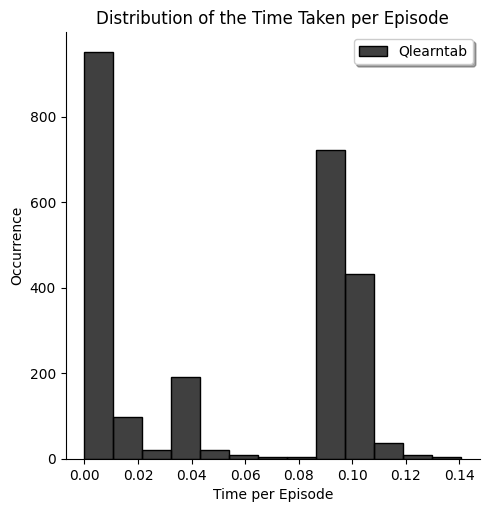 Distribution of the Time Taken per Episode
Qlearntab
Occurrence
800
600
400
200
0
0.00 0.02 0.04 0.06 0.08 0.10 0.12 0.14
Time per Episode